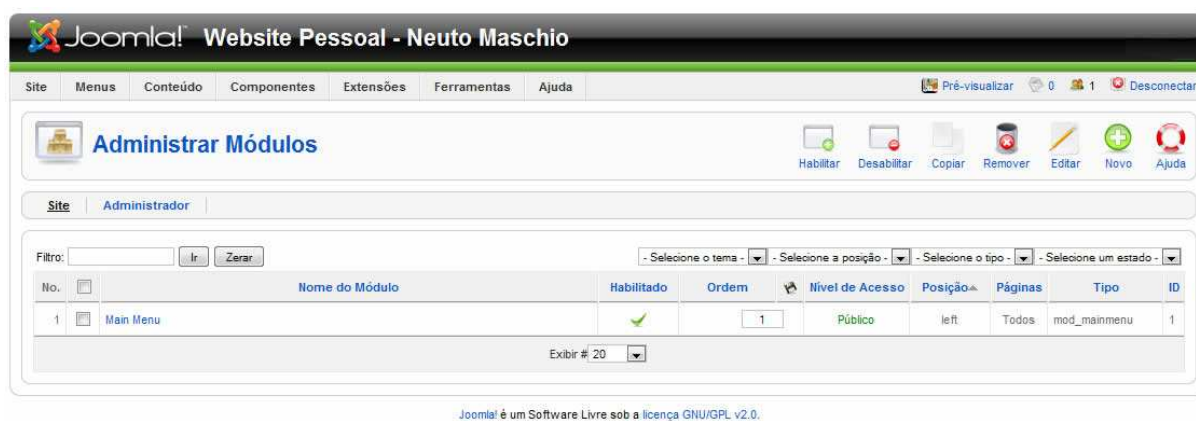 Joomla! Website Pessoal - Neuto Maschio
Site Menus Conteúdo Componentes Extensões Ferramentas Ajuda Pré-visualizar 0 1 Desconectar
Administrar Módulos
Habilitar Desabilitar Copiar Remover Editar Novo Ajuda
Site Administrador
Filtro: Ir Zerar - Selecione o tema - - Selecione a posição - - Selecione o tipo - - Selecione um estado -
No. Nome do Módulo Habilitado Ordem Nível de Acesso Posição Páginas Tipo ID
1 Main Menu 1 Público left Todos mod_mainmenu 1
Exibir # 20
Joomla! é um Software Livre sob a licença GNU/GPL v2.0.